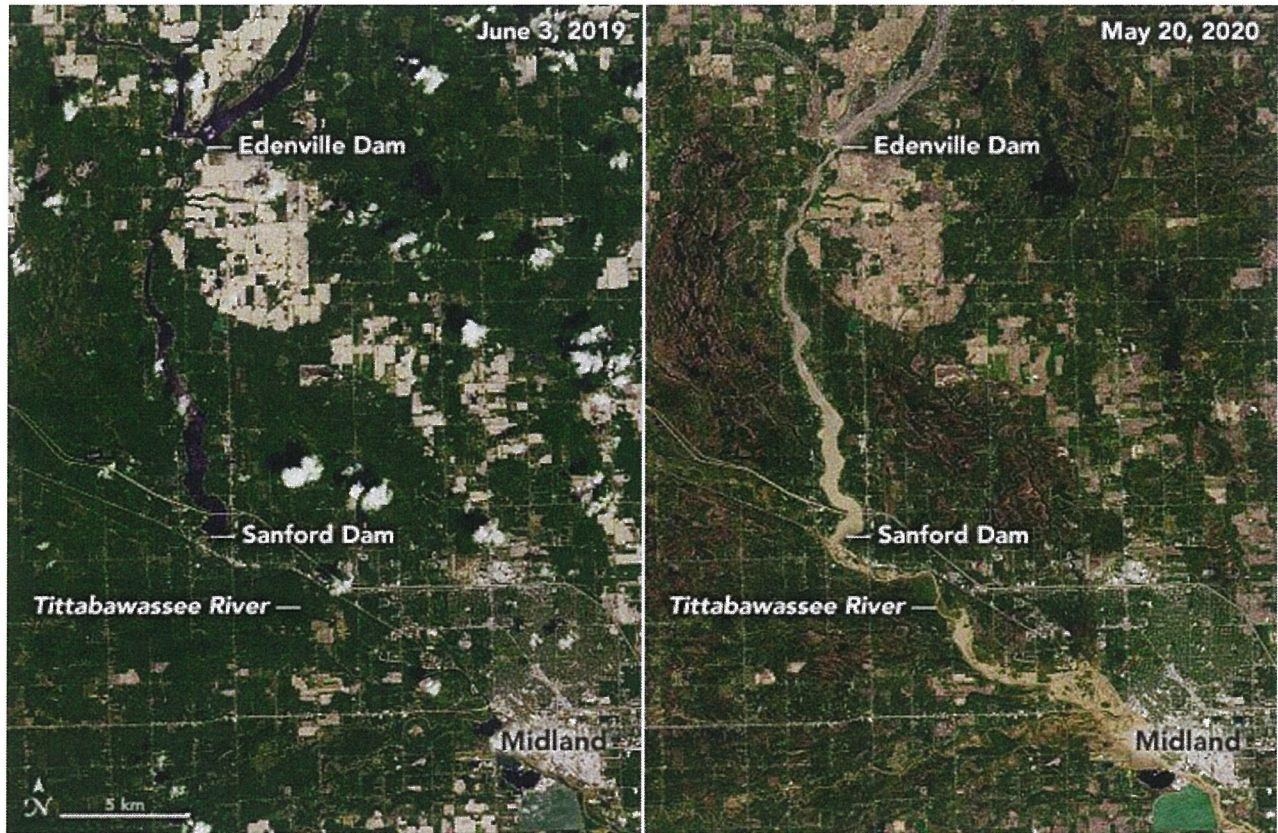 June 3, 2019
Edenville Dam
Sanford Dam
Tittabawassee River
Midland
N
5 km
May 20, 2020
Edenville Dam
Sanford Dam
Tittabawassee River
Midland